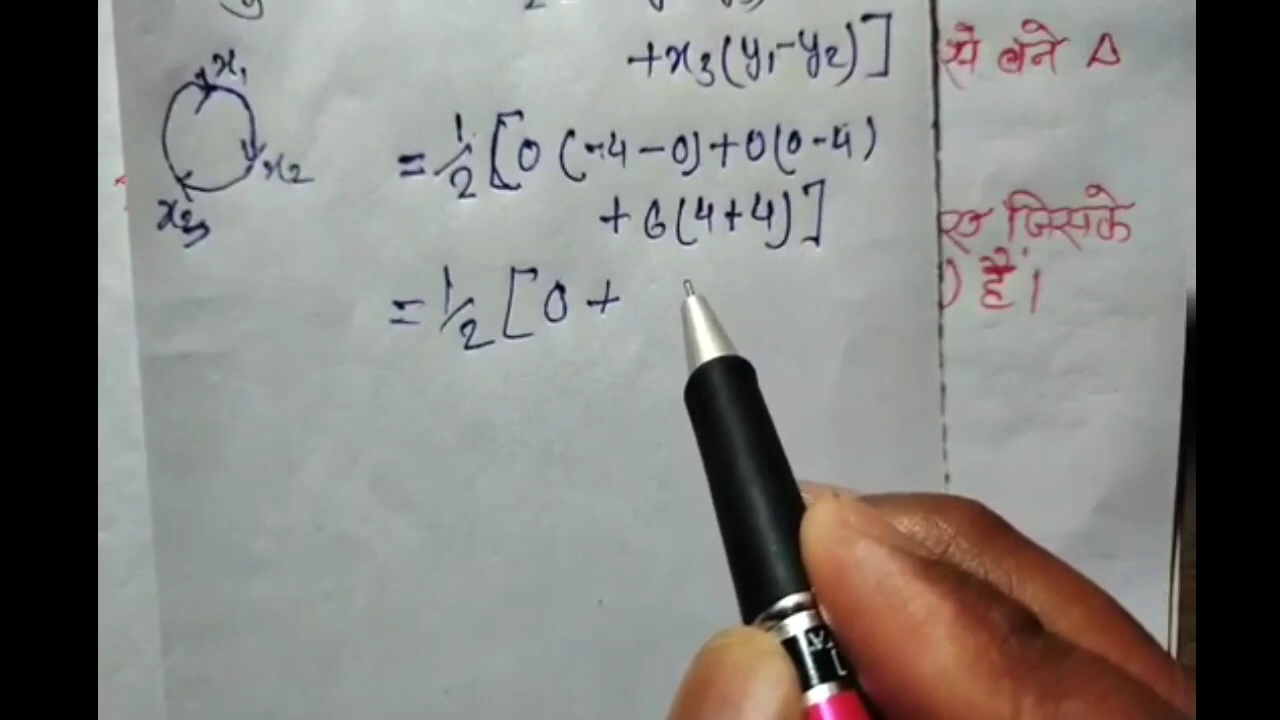 +x₃(y₁-y₂)]
x₁
x₂
x₃
=1/2[0(-4-0)+0(0-4)
+6(4+4)]
=1/2[0+
से बने Δ
जिसके
) हैं।